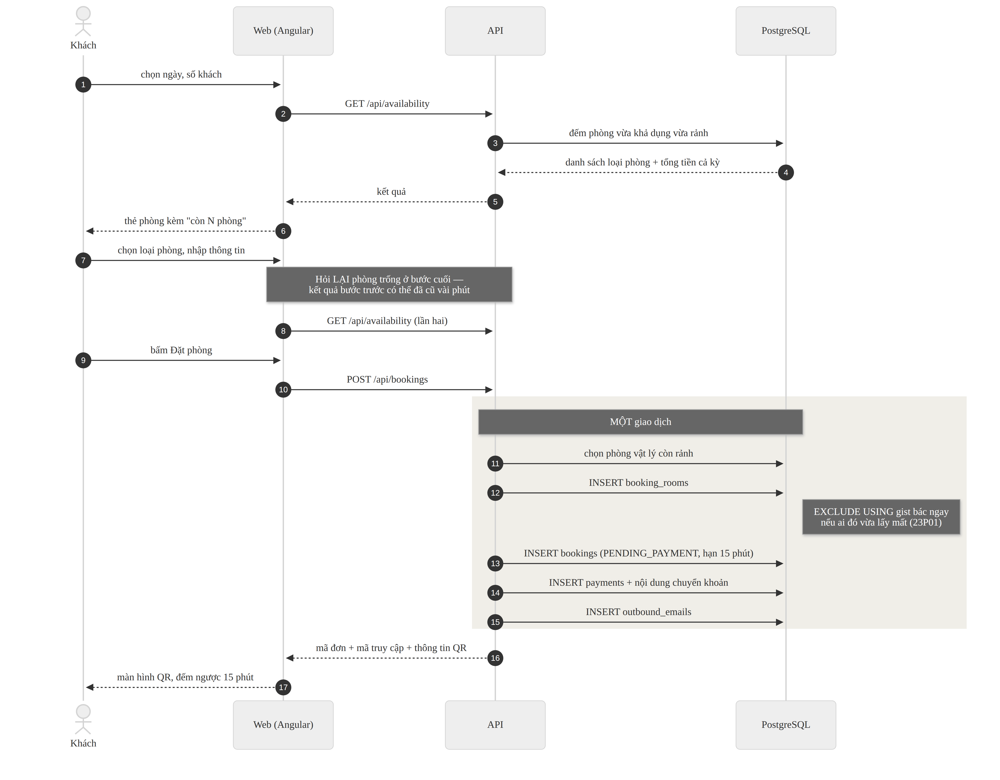 Khách
Web (Angular)
API
PostgreSQL
1
chọn ngày, số khách
2
GET /api/availability
3
đếm phòng vừa khả dụng vừa rảnh
4
danh sách loại phòng + tổng tiền cả kỳ
5
kết quả
6
thẻ phòng kèm "còn N phòng"
7
chọn loại phòng, nhập thông tin
Hỏi LẠI phòng trống ở bước cuối —
kết quả bước trước có thể đã cũ vài phút
8
GET /api/availability (lần hai)
9
bấm Đặt phòng
10
POST /api/bookings
MỘT giao dịch
11
chọn phòng vật lý còn rảnh
12
INSERT booking_rooms
EXCLUDE USING gist bác ngay
nếu ai đó vừa lấy mất (23P01)
13
INSERT bookings (PENDING_PAYMENT, hạn 15 phút)
14
INSERT payments + nội dung chuyển khoản
15
INSERT outbound_emails
16
mã đơn + mã truy cập + thông tin QR
17
màn hình QR, đếm ngược 15 phút
Khách
Web (Angular)
API
PostgreSQL